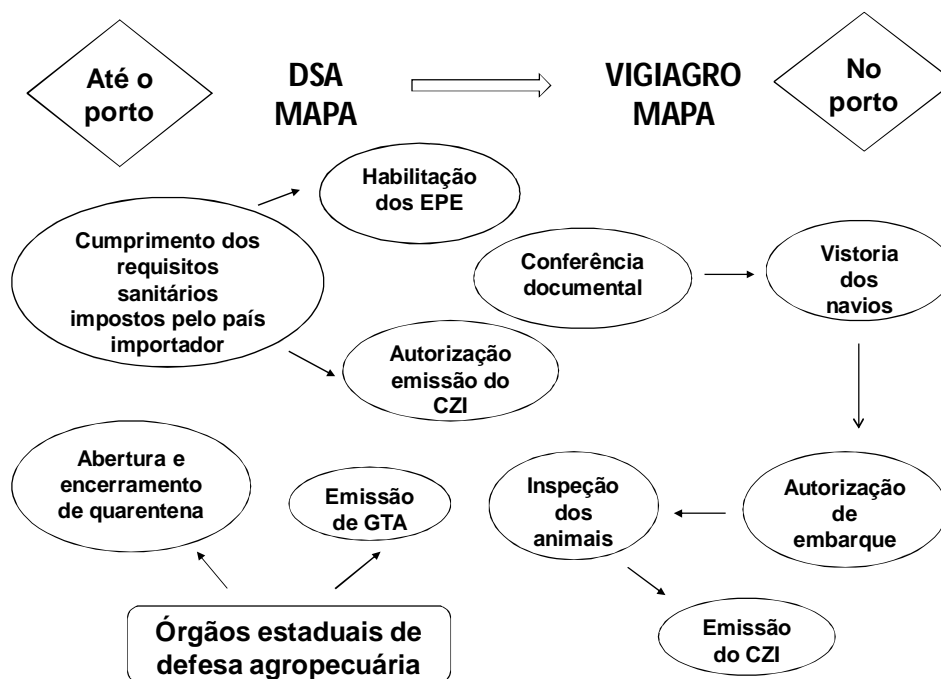 Até o
porto
DSA
MAPA
VIGIAGRO
MAPA
No
porto
Habilitação
dos EPE
Cumprimento dos
requisitos
sanitários
impostos pelo país
importador
Conferência
documental
Vistoria
dos
navios
Autorização
emissão do
CZI
Abertura e
encerramento
de quarentena
Emissão
de GTA
Inspeção
dos
animais
Autorização
de
embarque
Órgãos estaduais de
defesa agropecuária
Emissão
do CZI